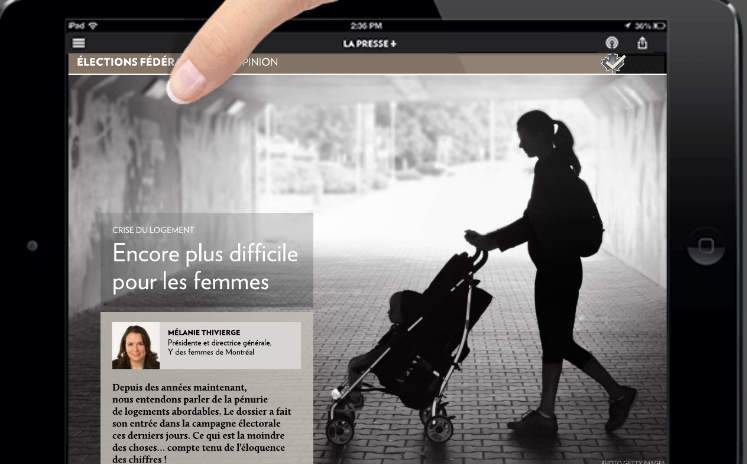 iPad
2:36 PM
36%
LA PRESSE+
ÉLECTIONS FÉDÉR PINION
CRISE DU LOGEMENT
Encore plus difficile
pour les femmes
MÉLANIE THIVIERGE
Présidente et directrice générale,
Y des femmes de Montréal
Depuis des années maintenant,
nous entendons parler de la pénurie
de logements abordables. Le dossier a fait
son entrée dans la campagne électorale
ces derniers jours. Ce qui est la moindre
des choses… compte tenu de l'éloquence
des chiffres !
PHOTO GETTY IMAGES